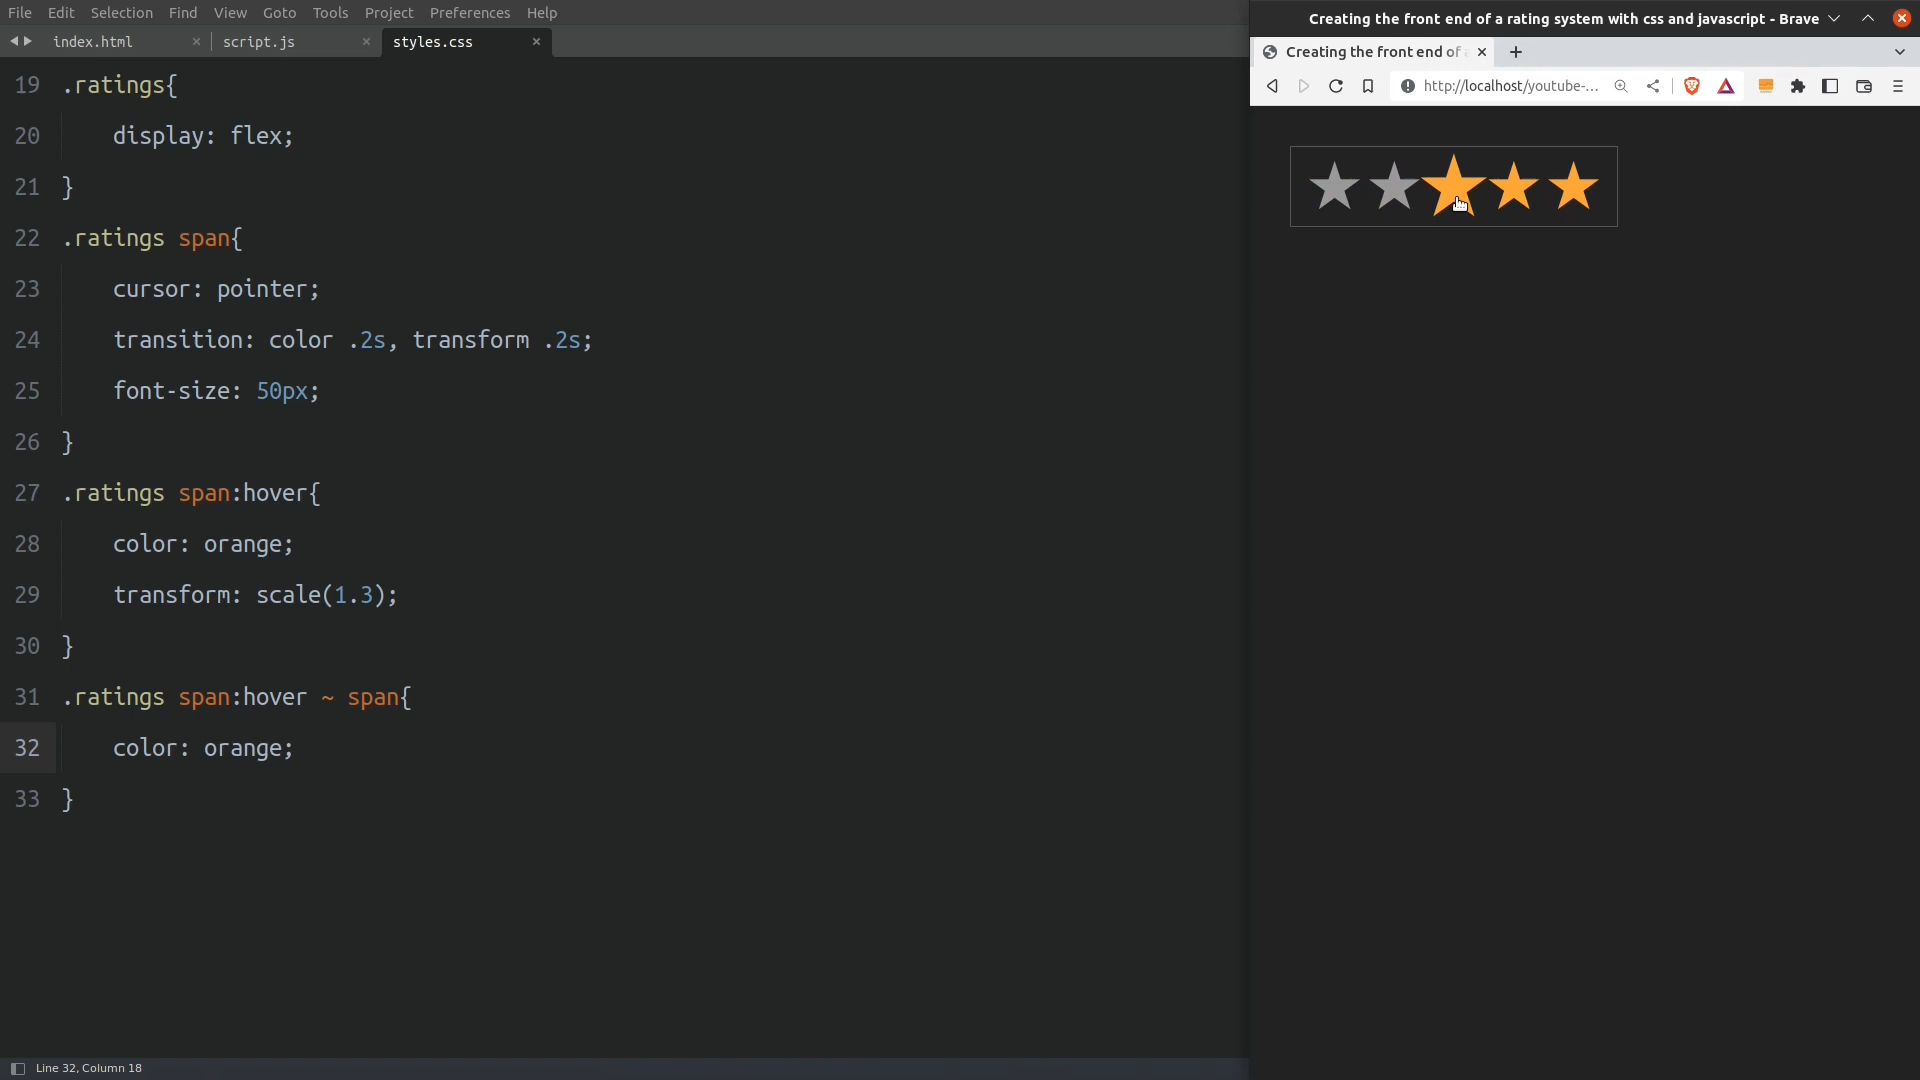 File Edit Selection Find View Goto Tools Project Preferences Help
index.html script.js styles.css
19 .ratings{
20 display: flex;
21 }
22 .ratings span{
23 cursor: pointer;
24 transition: color .2s, transform .2s;
25 font-size: 50px;
26 }
27 .ratings span:hover{
28 color: orange;
29 transform: scale(1.3);
30 }
31 .ratings span:hover ~ span{
32 color: orange;
33 }
Line 32, Column 18
Creating the front end of a rating system with css and javascript - Brave
Creating the front end of
http://localhost/youtube-...